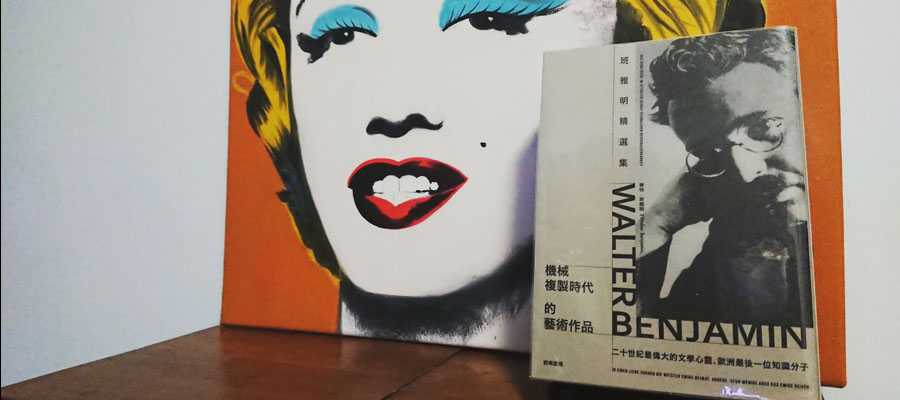 班雅明精選集
WALTER
BENJAMIN
機械
複製時代
的
藝術作品
二十世紀最偉大的文學心靈、歐洲最後一位知識分子